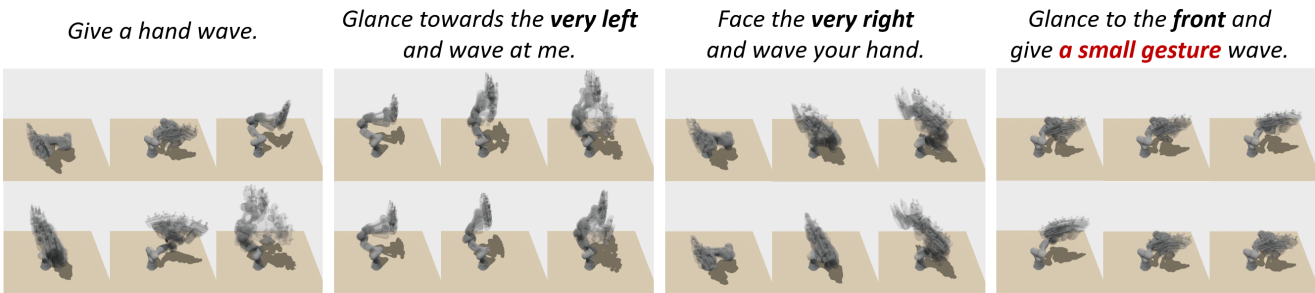 Give a hand wave.
Glance towards the very left
and wave at me.
Face the very right
and wave your hand.
Glance to the front and
give a small gesture wave.